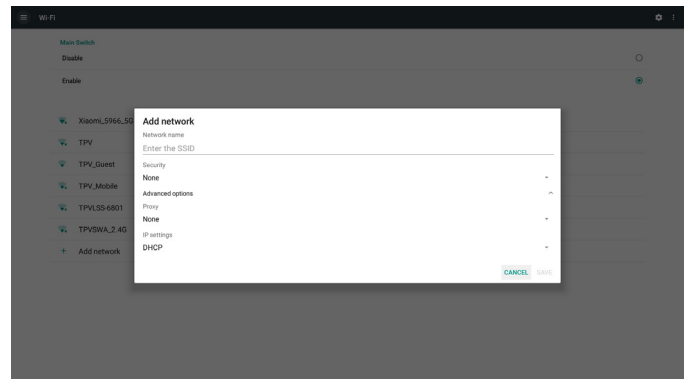 Wi-Fi
Main Switch
Disable
Enable
Xiaomi_5966_5G
TPV
TPV_Guest
TPV_Mobile
TPVLSS-6801
TPVSWA_2.4G
+ Add network
Add network
Network name
Enter the SSID
Security
None
Advanced options
Proxy
None
IP settings
DHCP
CANCEL SAVE